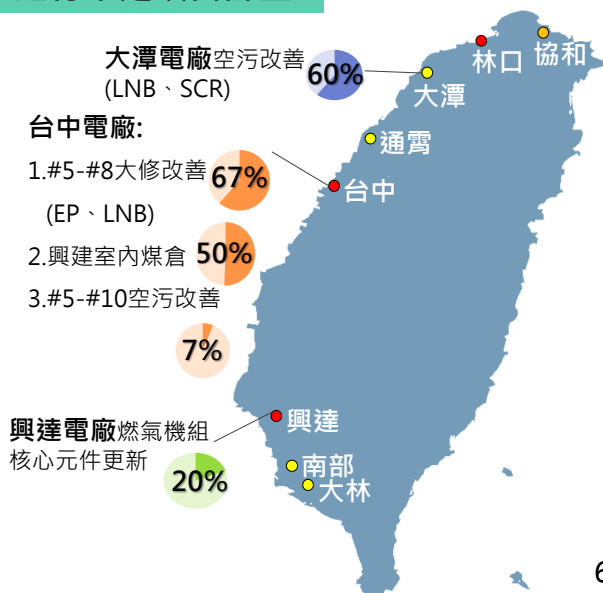 大潭電廠空污改善
(LNB、SCR)
60%
台中電廠:
1.#5-#8大修改善
(EP、LNB)
67%
2.興建室內煤倉
50%
3.#5-#10空污改善
7%
興達電廠燃氣機組
核心元件更新
20%
林口
協和
大潭
通霄
台中
興達
南部
大林
6